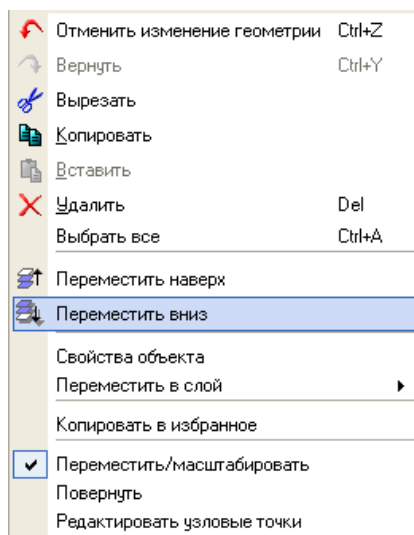 Отменить изменение геометрии Ctrl+Z
Вернуть Ctrl+Y
Вырезать
Копировать
Вставить
Удалить Del
Выбрать все Ctrl+A
Переместить наверх
Переместить вниз
Свойства объекта
Переместить в слой
Копировать в избранное
Переместить/масштабировать
Повернуть
Редактировать узловые точки